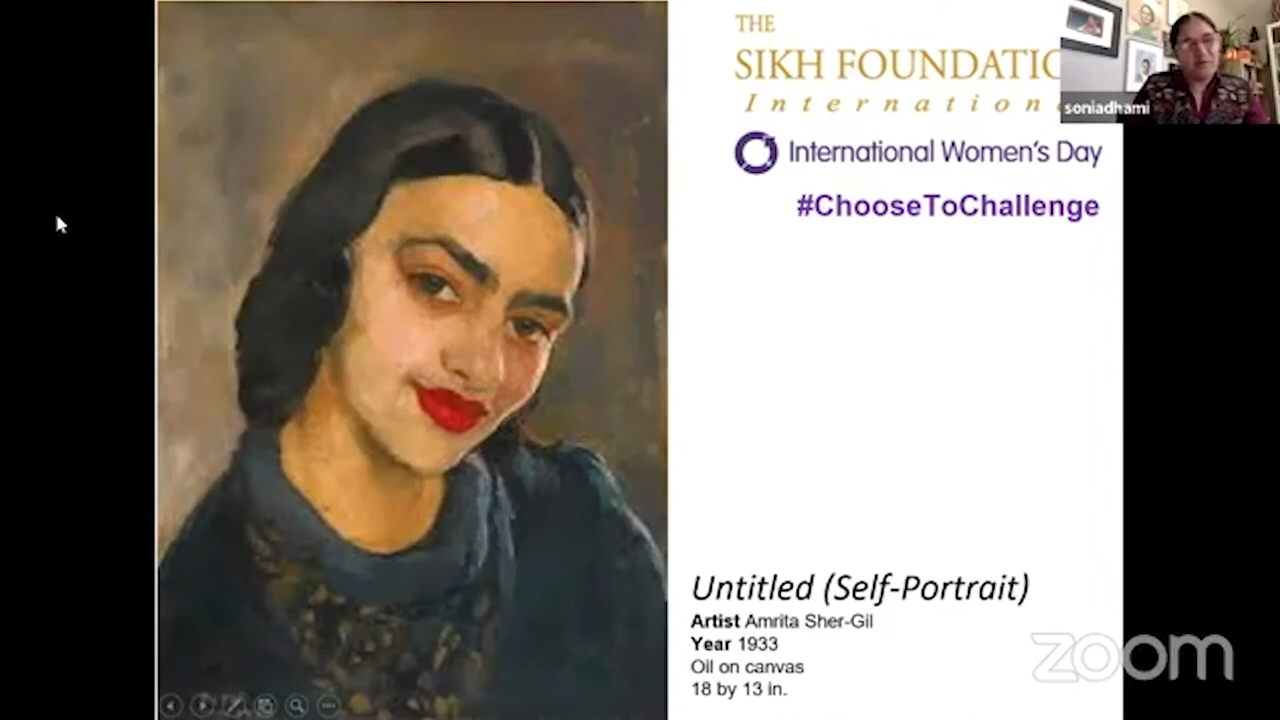 THE
SIKH FOUNDATIO
Internation
International Women's Day
#ChooseToChallenge
soniadhami
Untitled (Self-Portrait)
Artist Amrita Sher-Gil
Year 1933
Oil on canvas
18 by 13 in.
zoom